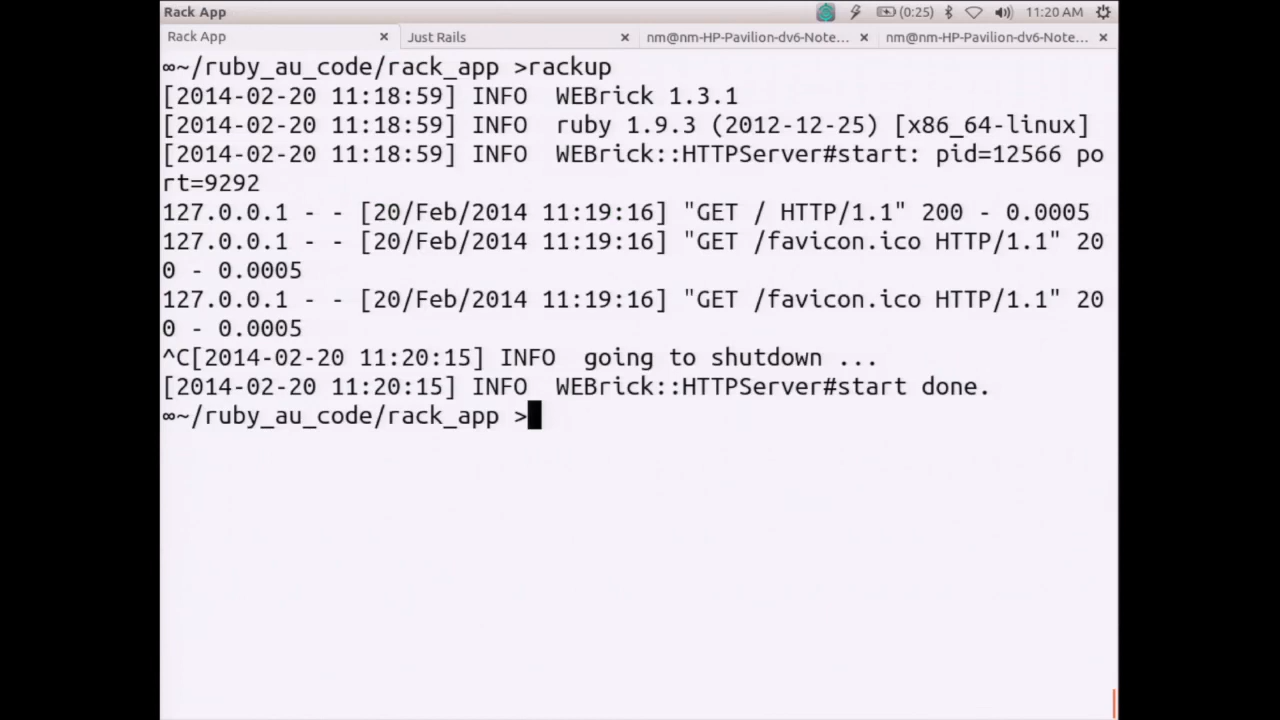 Rack App
(0:25)
11:20 AM
Rack App
Just Rails
nm@nm-HP-Pavilion-dv6-Note...
nm@nm-HP-Pavilion-dv6-Note...
∞~/ruby_au_code/rack_app >rackup
[2014-02-20 11:18:59] INFO  WEBrick 1.3.1
[2014-02-20 11:18:59] INFO  ruby 1.9.3 (2012-12-25) [x86_64-linux]
[2014-02-20 11:18:59] INFO  WEBrick::HTTPServer#start: pid=12566 po
rt=9292
127.0.0.1 - - [20/Feb/2014 11:19:16] "GET / HTTP/1.1" 200 - 0.0005
127.0.0.1 - - [20/Feb/2014 11:19:16] "GET /favicon.ico HTTP/1.1" 20
0 - 0.0005
127.0.0.1 - - [20/Feb/2014 11:19:16] "GET /favicon.ico HTTP/1.1" 20
0 - 0.0005
^C[2014-02-20 11:20:15] INFO  going to shutdown ...
[2014-02-20 11:20:15] INFO  WEBrick::HTTPServer#start done.
∞~/ruby_au_code/rack_app >